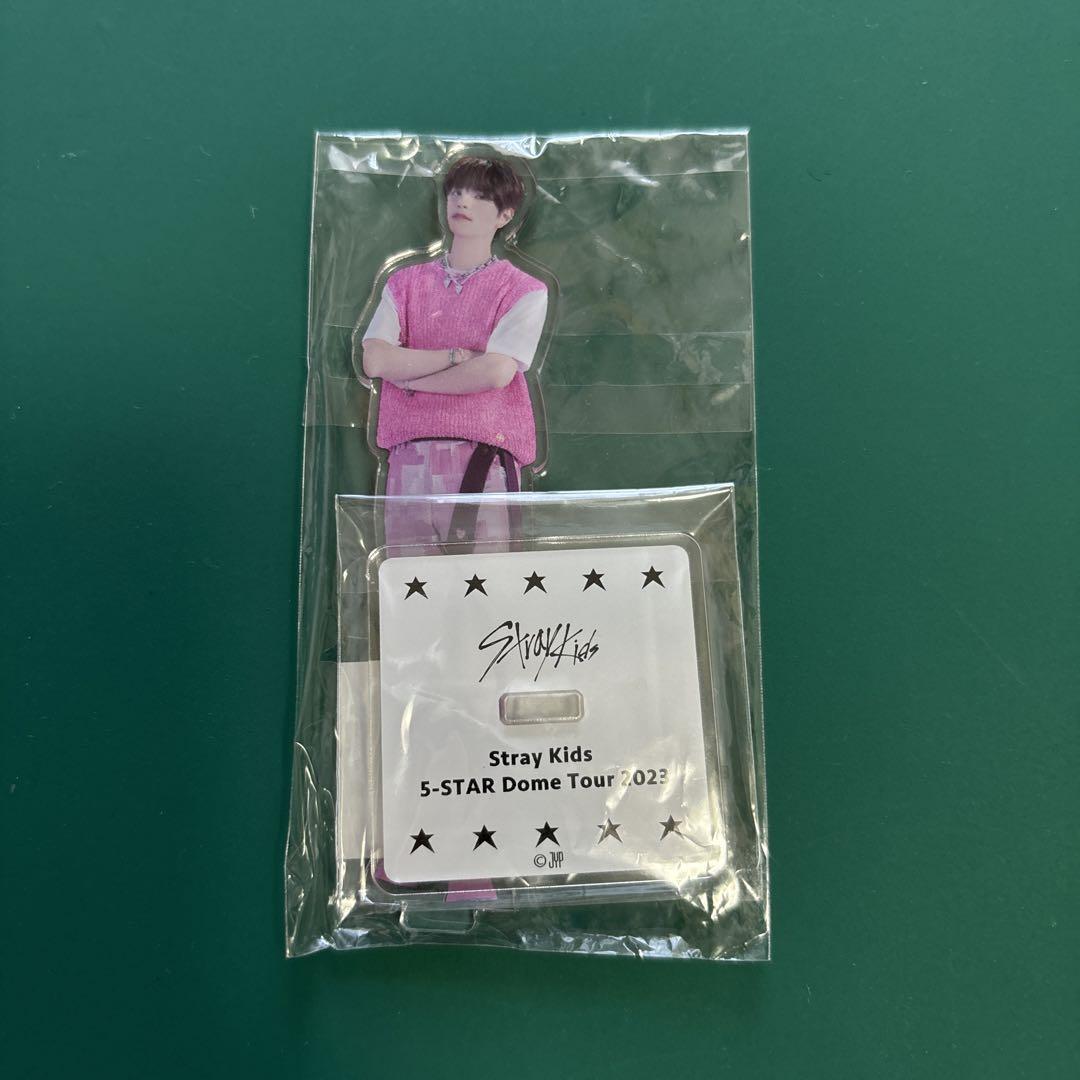 Stray Kids
Stray Kids
5-STAR Dome Tour 2023
© JYP